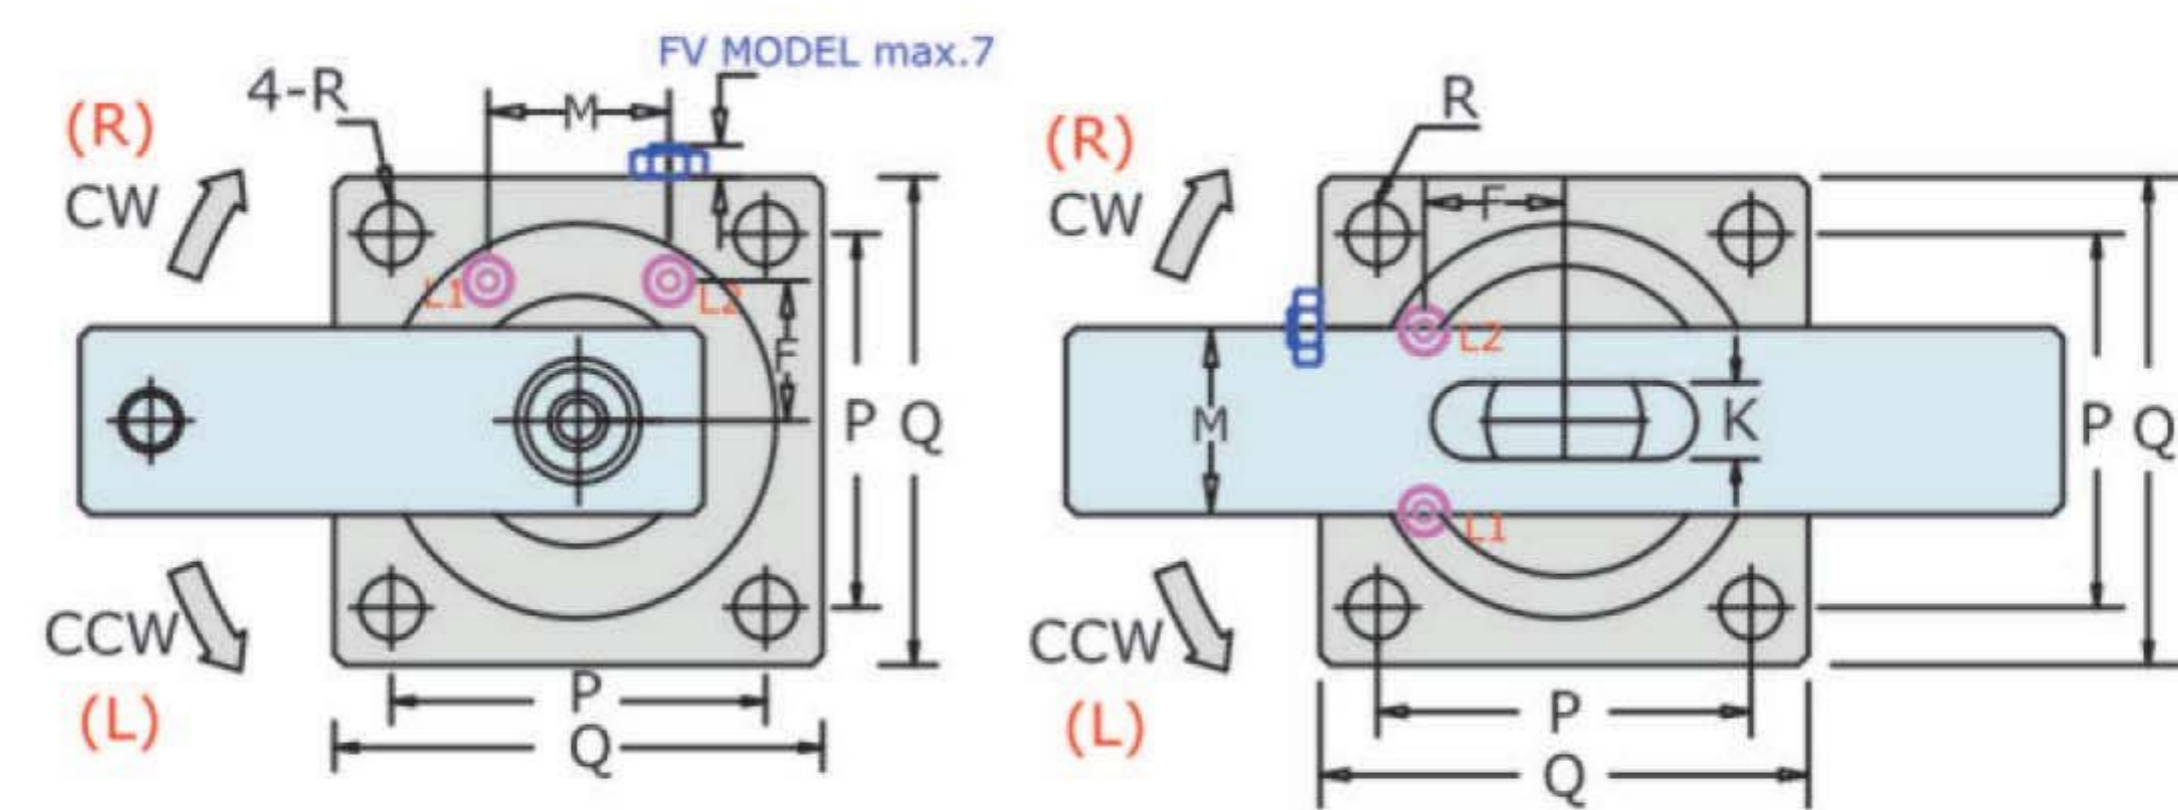 FV MODEL max.7
4-R
(R)
M
CW
L1
L2
F
P
Q
CCW
(L)
P
Q
R
(R)
F
CW
L2
M
K
P
Q
L1
CCW
(L)
P
Q